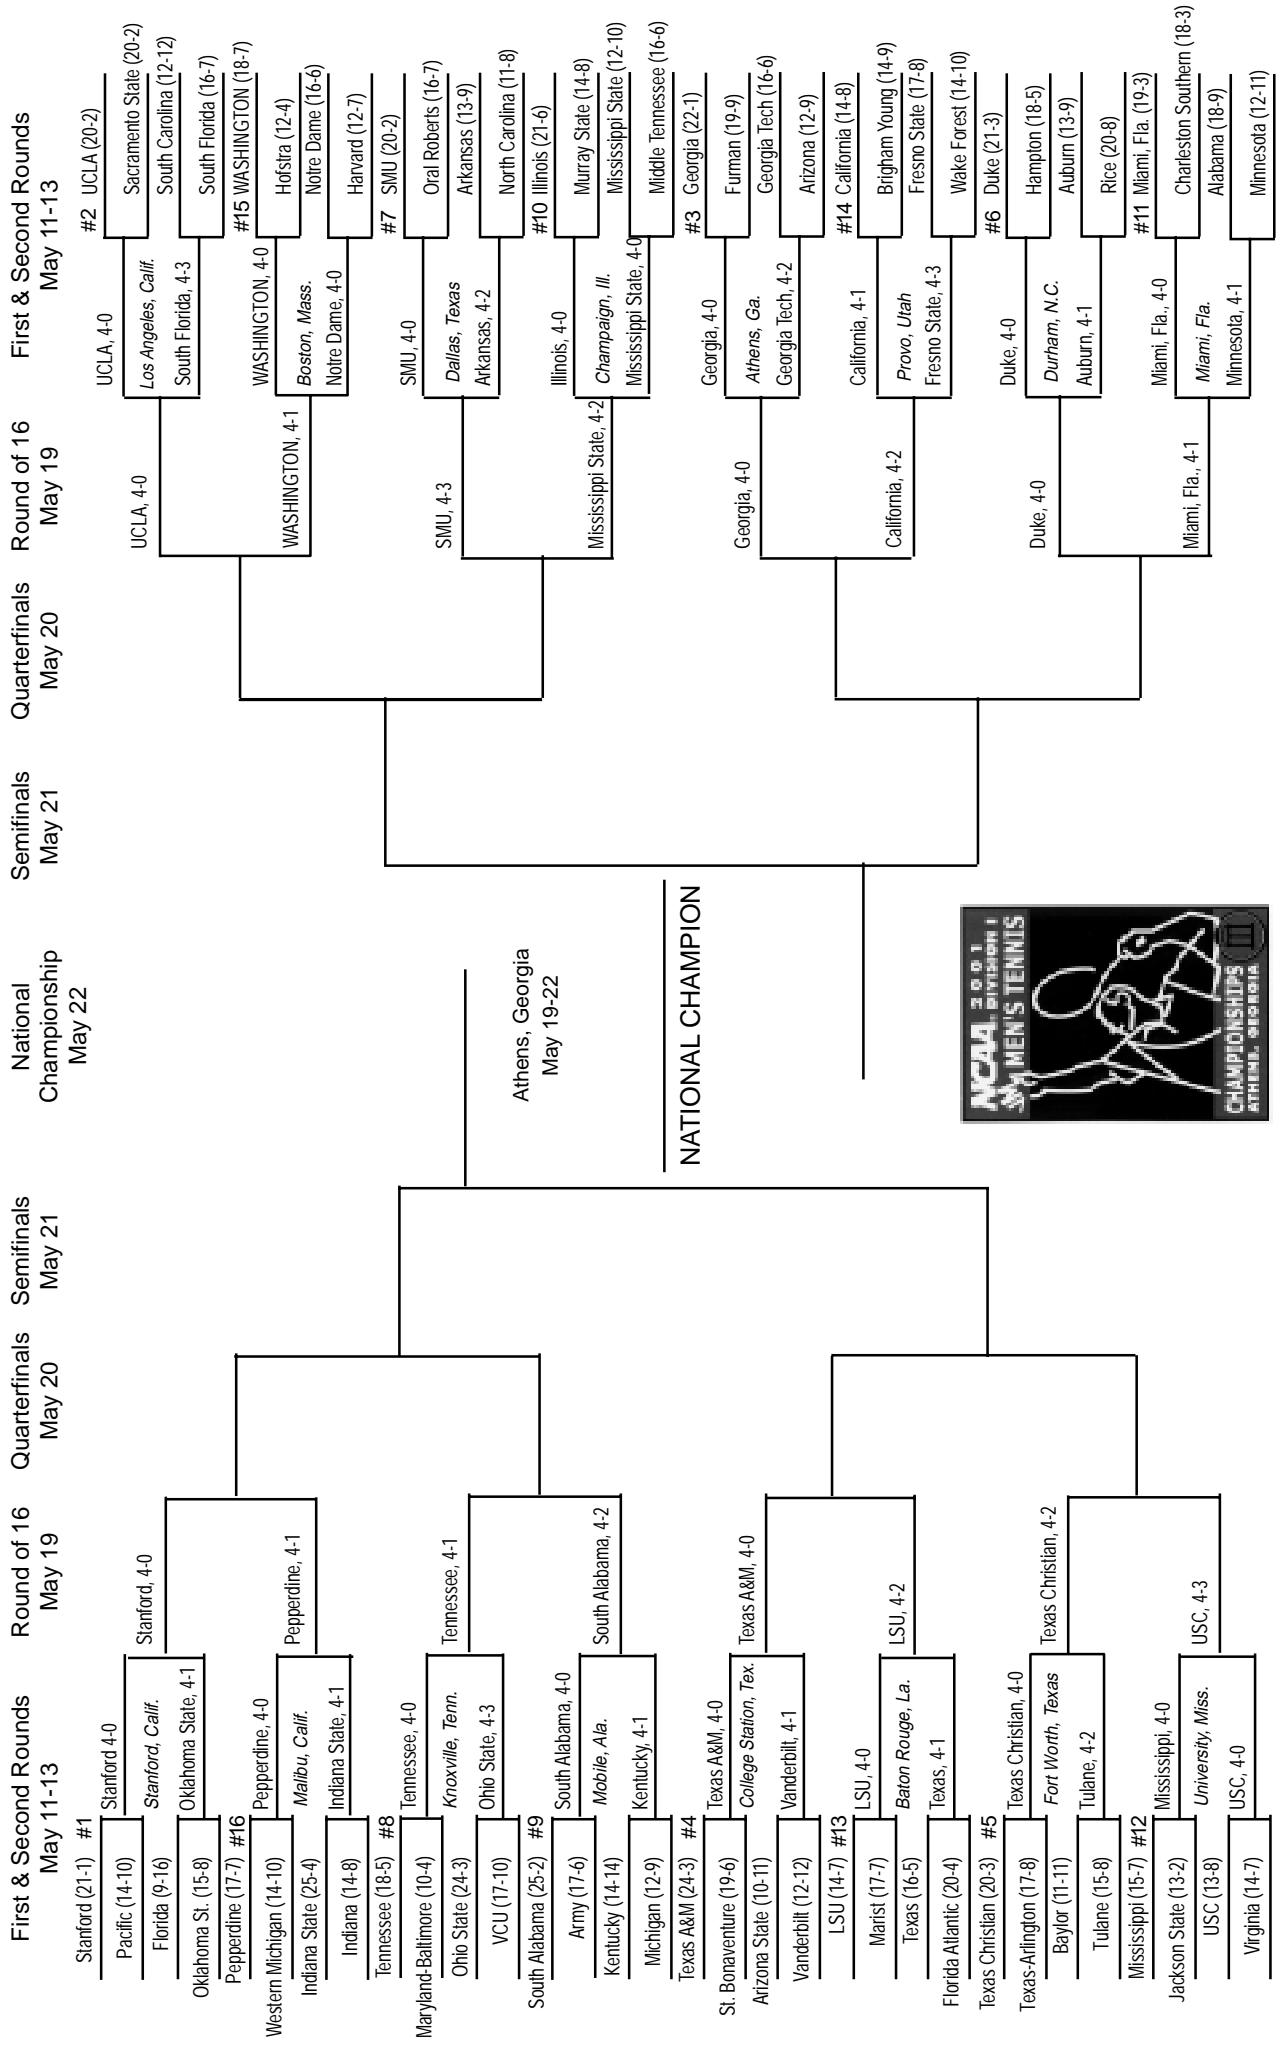 First & Second Rounds
May 11-13
Round of 16
May 19
Quarterfinals
May 20
Semifinals
May 21
National
Championship
May 22
Semifinals
May 21
Quarterfinals
May 20
Round of 16
May 19
First & Second Rounds
May 11-13
Stanford (21-1) #1
Stanford 4-0
Pacific (14-10)
Stanford, Calif.
Stanford, 4-0
Florida (9-16)
Oklahoma State, 4-1
Oklahoma St. (15-8)
Pepperdine (17-7) #16
Pepperdine, 4-0
Western Michigan (14-10)
Malibu, Calif.
Pepperdine, 4-1
Indiana State (25-4)
Indiana State, 4-1
Indiana (14-8)
Tennessee (18-5) #8
Tennessee, 4-0
Maryland-Baltimore (10-4)
Knoxville, Tenn.
Tennessee, 4-1
Ohio State (24-3)
Ohio State, 4-3
VCU (17-10)
South Alabama (25-2) #9
South Alabama, 4-0
Army (17-6)
Mobile, Ala.
South Alabama, 4-2
Kentucky (14-14)
Kentucky, 4-1
Michigan (12-9)
Texas A&M (24-3) #4
Texas A&M, 4-0
St. Bonaventure (19-6)
College Station, Tex.
Texas A&M, 4-0
Arizona State (10-11)
Vanderbilt, 4-1
Vanderbilt (12-12)
LSU (14-7) #13
LSU, 4-0
Marist (17-7)
Baton Rouge, La.
LSU, 4-2
Texas (16-5)
Texas, 4-1
Florida Atlantic (20-4)
Texas Christian (20-3) #5
Texas Christian, 4-0
Texas-Arlington (17-8)
Fort Worth, Texas
Texas Christian, 4-2
Baylor (11-11)
Tulane, 4-2
Tulane (15-8)
Mississippi (15-7) #12
Mississippi, 4-0
Jackson State (13-2)
University, Miss.
USC, 4-3
USC (13-8)
USC, 4-0
Virginia (14-7)
Athens, Georgia
May 19-22
NATIONAL CHAMPION
NCAA 2001
DIVISION I
MEN'S TENNIS
CHAMPIONSHIPS
ATHENS, GEORGIA
#2 UCLA (20-2)
UCLA, 4-0
Sacramento State (20-2)
Los Angeles, Calif.
UCLA, 4-0
South Carolina (12-12)
South Florida, 4-3
South Florida (16-7)
#15 WASHINGTON (18-7)
WASHINGTON, 4-0
Hofstra (12-4)
Boston, Mass.
WASHINGTON, 4-1
Notre Dame (16-6)
Notre Dame, 4-0
Harvard (12-7)
#7 SMU (20-2)
SMU, 4-0
Oral Roberts (16-7)
Dallas, Texas
SMU, 4-3
Arkansas (13-9)
Arkansas, 4-2
North Carolina (11-8)
#10 Illinois (21-6)
Illinois, 4-0
Murray State (14-8)
Champaign, Ill.
Mississippi State, 4-2
Mississippi State (12-10)
Mississippi State, 4-0
Middle Tennessee (16-6)
#3 Georgia (22-1)
Georgia, 4-0
Furman (19-9)
Athens, Ga.
Georgia, 4-0
Georgia Tech (16-6)
Georgia Tech, 4-2
Arizona (12-9)
#14 California (14-8)
California, 4-1
Brigham Young (14-9)
Provo, Utah
California, 4-2
Fresno State (17-8)
Fresno State, 4-3
Wake Forest (14-10)
#6 Duke (21-3)
Duke, 4-0
Hampton (18-5)
Durham, N.C.
Duke, 4-0
Auburn (13-9)
Auburn, 4-1
Rice (20-8)
#11 Miami, Fla. (19-3)
Miami, Fla., 4-0
Charleston Southern (18-3)
Miami, Fla.
Miami, Fla., 4-1
Alabama (18-9)
Minnesota, 4-1
Minnesota (12-11)